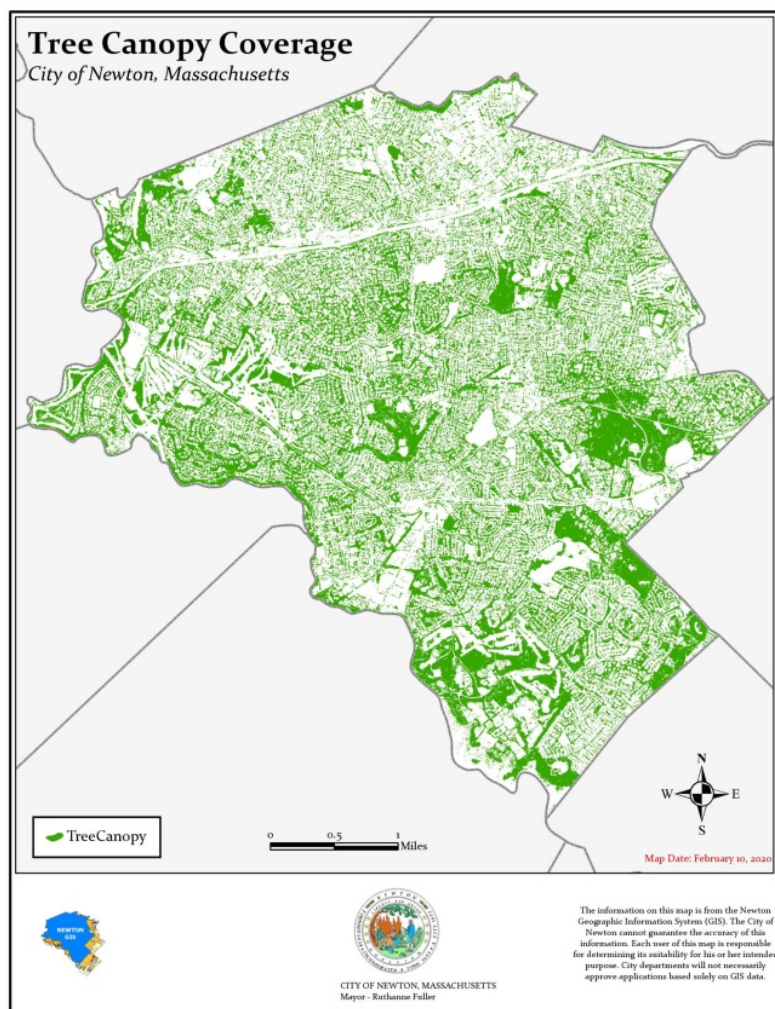 Tree Canopy Coverage
City of Newton, Massachusetts
N
W E
S
TreeCanopy
0 0.5 1
Miles
Map Date: February 10, 2020
NEWTON
GIS
CITY OF NEWTON, MASSACHUSETTS
Mayor - Ruthanne Fuller
The information on this map is from the Newton
Geographic Information System (GIS). The City of
Newton cannot guarantee the accuracy of this
information. Each user of this map is responsible
for determining its suitability for his or her intended
purpose. City departments will not necessarily
approve applications based solely on GIS data.